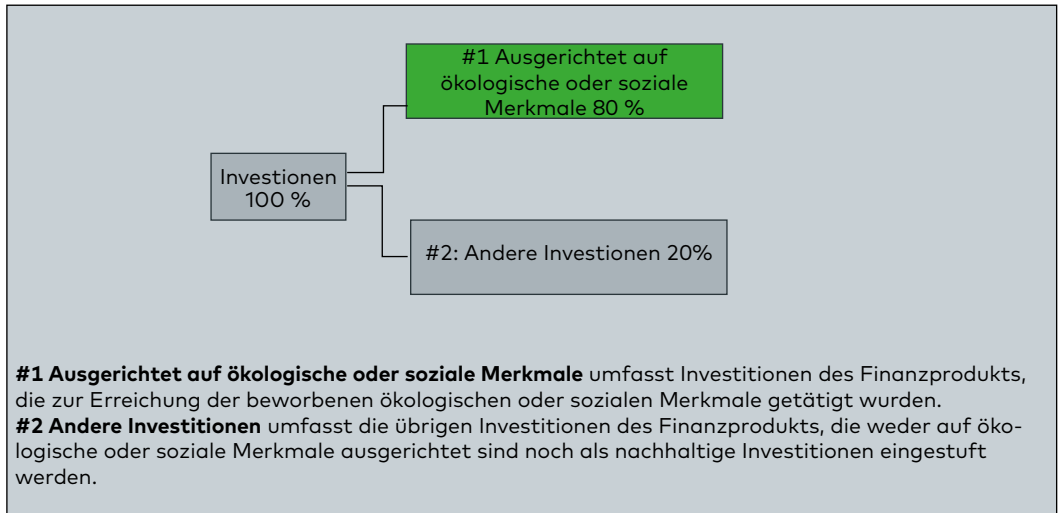 #1 Ausgerichtet auf
ökologische oder soziale
Merkmale 80 %
Investionen
100 %
#2: Andere Investionen 20%
#1 Ausgerichtet auf ökologische oder soziale Merkmale umfasst Investitionen des Finanzprodukts,
die zur Erreichung der beworbenen ökologischen oder sozialen Merkmale getätigt wurden.
#2 Andere Investitionen umfasst die übrigen Investitionen des Finanzprodukts, die weder auf öko-
logische oder soziale Merkmale ausgerichtet sind noch als nachhaltige Investitionen eingestuft
werden.